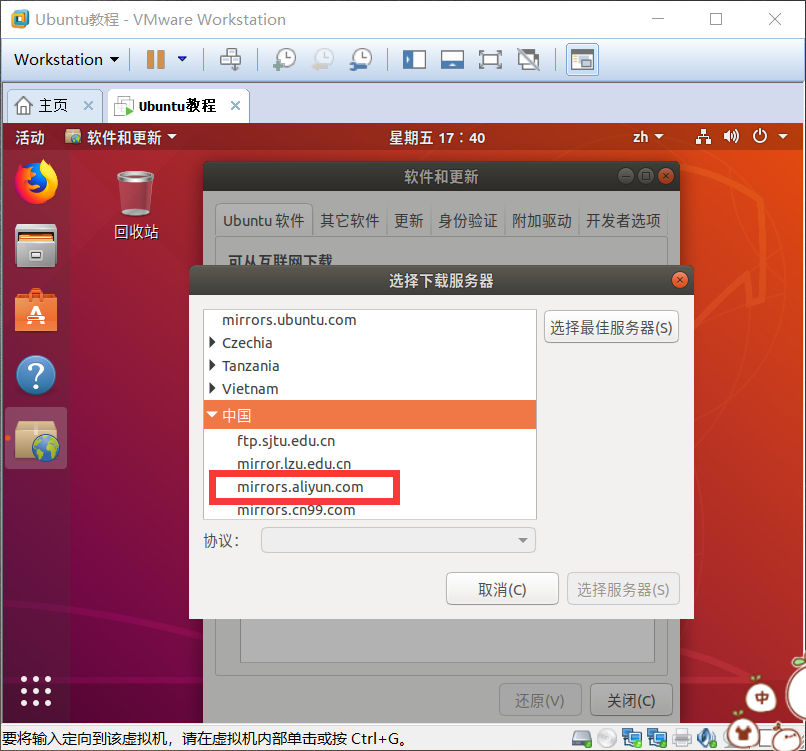 Ubuntu教程 - VMware Workstation
Workstation
主页
Ubuntu教程
活动
软件和更新
星期五 17：40
zh
回收站
软件和更新
Ubuntu 软件
其它软件
更新
身份验证
附加驱动
开发者选项
可从互联网下载
选择下载服务器
mirrors.ubuntu.com
选择最佳服务器(S)
Czechia
Tanzania
Vietnam
中国
ftp.sjtu.edu.cn
mirror.lzu.edu.cn
mirrors.aliyun.com
mirrors.cn99.com
协议：
取消(C)
选择服务器(S)
还原(V)
关闭(C)
中
要将输入定向到该虚拟机，请在虚拟机内部单击或按 Ctrl+G。